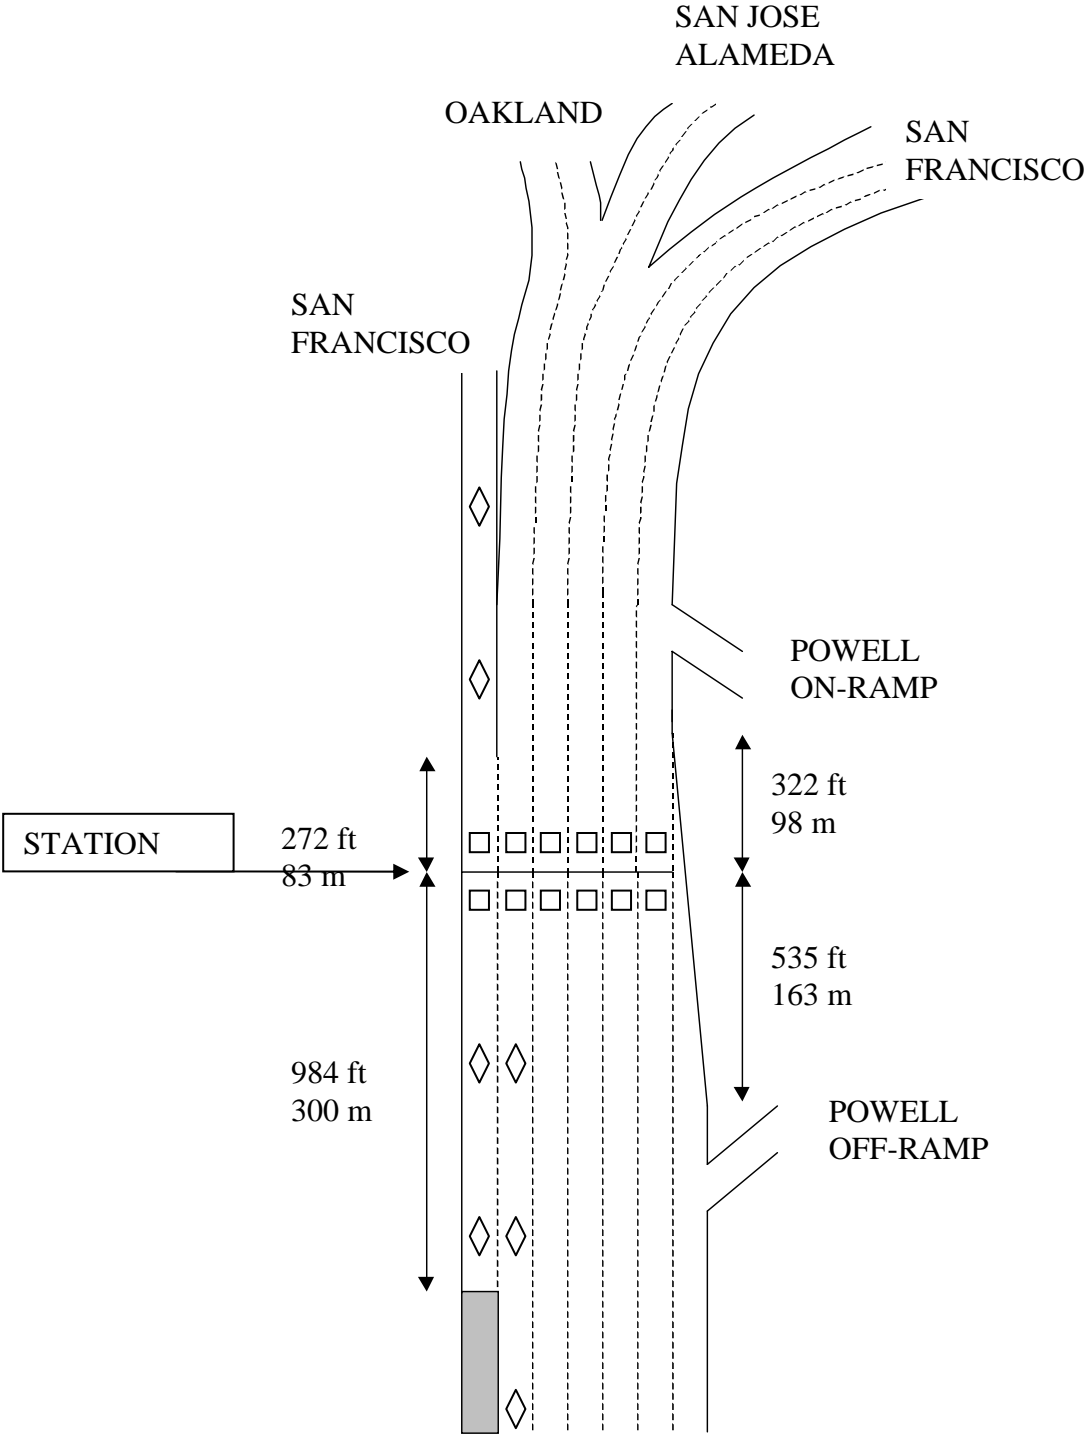 SAN JOSE
ALAMEDA
OAKLAND
SAN
FRANCISCO
SAN
FRANCISCO
POWELL
ON-RAMP
322 ft
98 m
STATION
272 ft
83 m
535 ft
163 m
984 ft
300 m
POWELL
OFF-RAMP